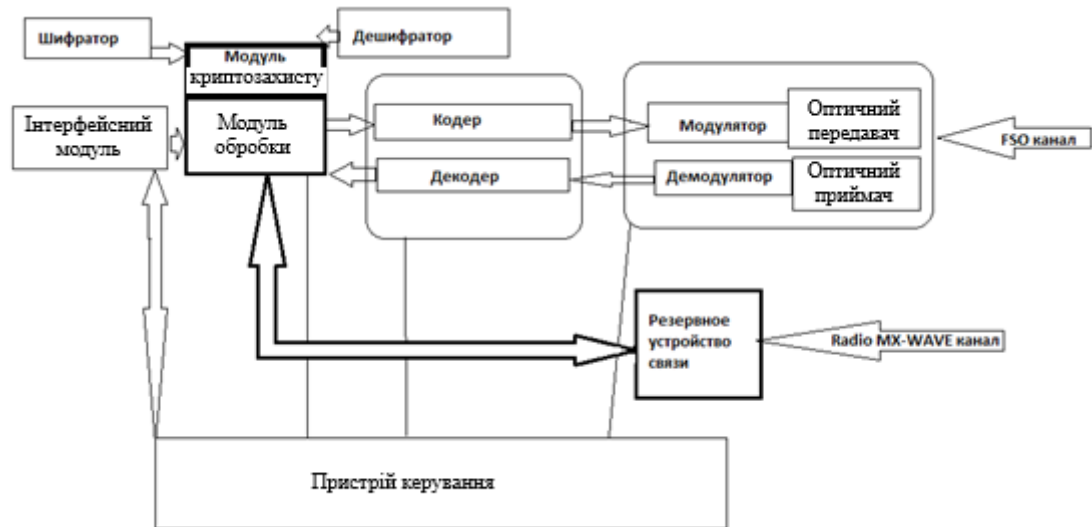 Шифратор
Дешифратор
Модуль
криптозахисту
Інтерфейсний
модуль
Модуль
обробки
Кодер
Декодер
Модулятор
Оптичний
передавач
Демодулятор
Оптичний
приймач
FSO канал
Резервное
устройство
связи
Radio MX-WAVE канал
Пристрій керування